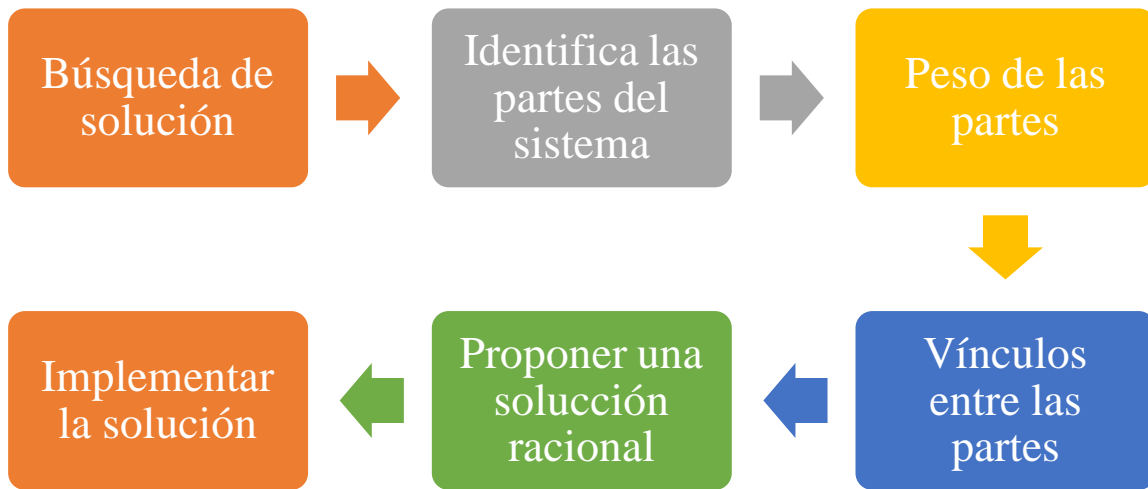 Búsqueda de
solución
Identifica las
partes del
sistema
Peso de las
partes
Vínculos
entre las
partes
Proponer una
solucción
racional
Implementar
la solución